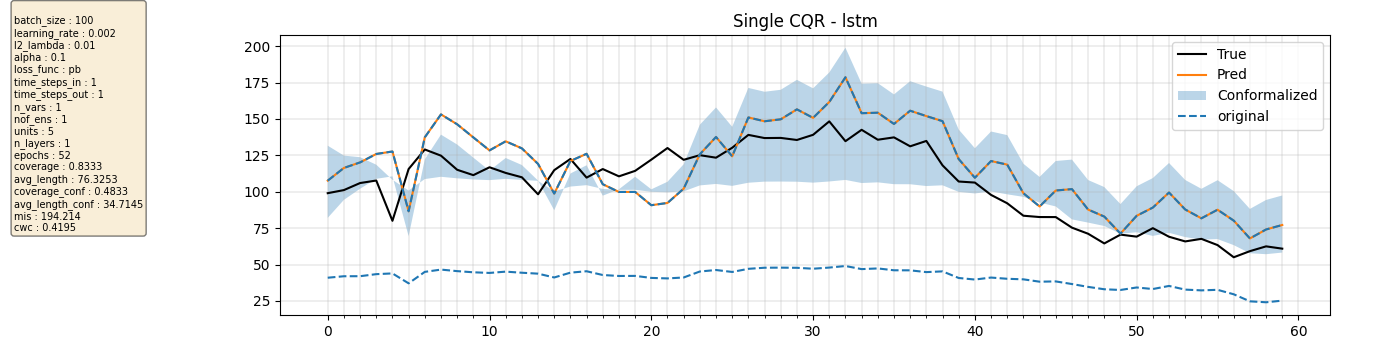 batch_size : 100
learning_rate : 0.002
l2_lambda : 0.01
alpha : 0.1
loss_func : pb
time_steps_in : 1
time_steps_out : 1
n_vars : 1
nof_ens : 1
units : 5
n_layers : 1
epochs : 52
coverage : 0.8333
avg_length : 76.3253
coverage_conf : 0.4833
avg_length_conf : 34.7145
mis : 194.214
cwc : 0.4195
Single CQR - lstm
200
175
150
125
100
75
50
25
0 10 20 30 40 50 60
True
Pred
Conformalized
original